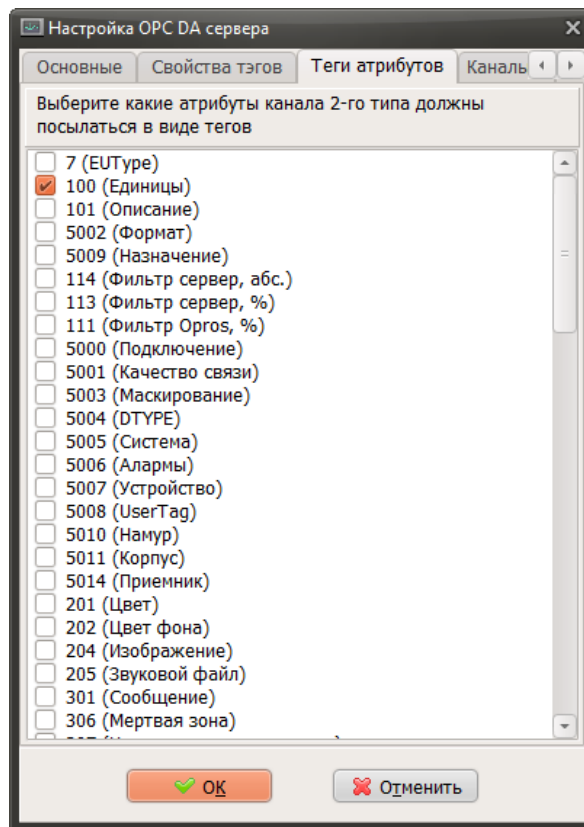 Настройка OPC DA сервера
Основные
Свойства тэгов
Теги атрибутов
Каналь
Выберите какие атрибуты канала 2-го типа должны
посылаться в виде тегов
7 (EUType)
100 (Единицы)
101 (Описание)
5002 (Формат)
5009 (Назначение)
114 (Фильтр сервер, абс.)
113 (Фильтр сервер, %)
111 (Фильтр Opros, %)
5000 (Подключение)
5001 (Качество связи)
5003 (Маскирование)
5004 (DTYPE)
5005 (Система)
5006 (Алармы)
5007 (Устройство)
5008 (UserTag)
5010 (Намур)
5011 (Корпус)
5014 (Приемник)
201 (Цвет)
202 (Цвет фона)
204 (Изображение)
205 (Звуковой файл)
301 (Сообщение)
306 (Мертвая зона)
OК
Отменить